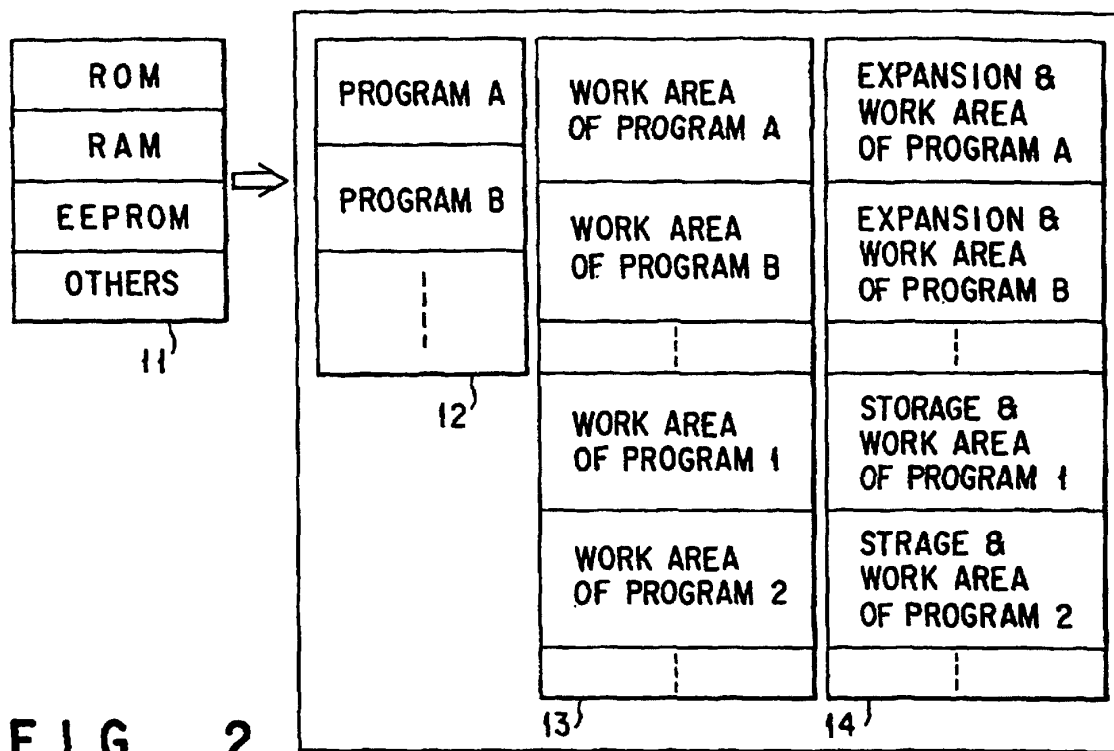 ROM
RAM
EEPROM
OTHERS
11
PROGRAM A
PROGRAM B
12
WORK AREA
OF PROGRAM A
WORK AREA
OF PROGRAM B
WORK AREA
OF PROGRAM 1
WORK AREA
OF PROGRAM 2
13
EXPANSION &
WORK AREA
OF PROGRAM A
EXPANSION &
WORK AREA
OF PROGRAM B
STORAGE &
WORK AREA
OF PROGRAM 1
STRAGE &
WORK AREA
OF PROGRAM 2
14
FIG. 2